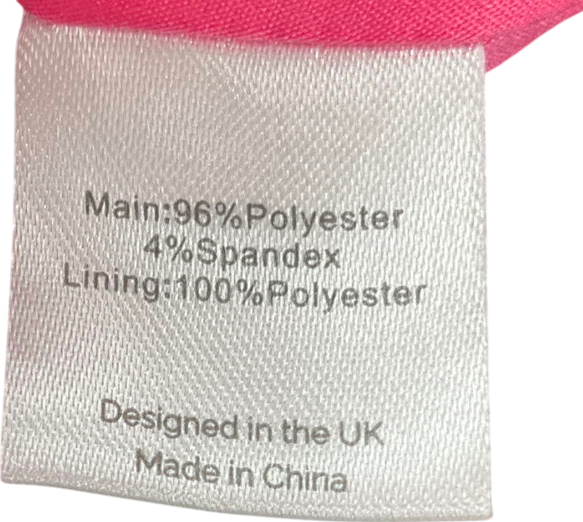 Main:96%Polyester
4%Spandex
Lining:100%Polyester
Designed in the UK
Made in China